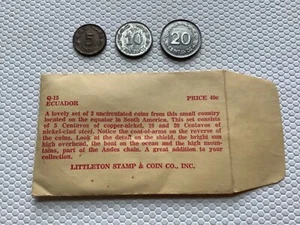 5
10
20
Q-13
ECUADOR
PRICE 40c
A lovely set of 3 uncirculated coins from this small country
located on the equator in South America. This set consists
of 5 Centavos of copper-nickel, 10 and 20 Centavos of
nickel-clad steel. Notice the coat-of-arms on the reverse
of the coins. Look at the detail on the shield, the bright sun
high overhead, the boat on the ocean and the high moun-
tains, part of the Andes chain. A great addition to your
collection.
LITTLETON STAMP & COIN CO., INC.